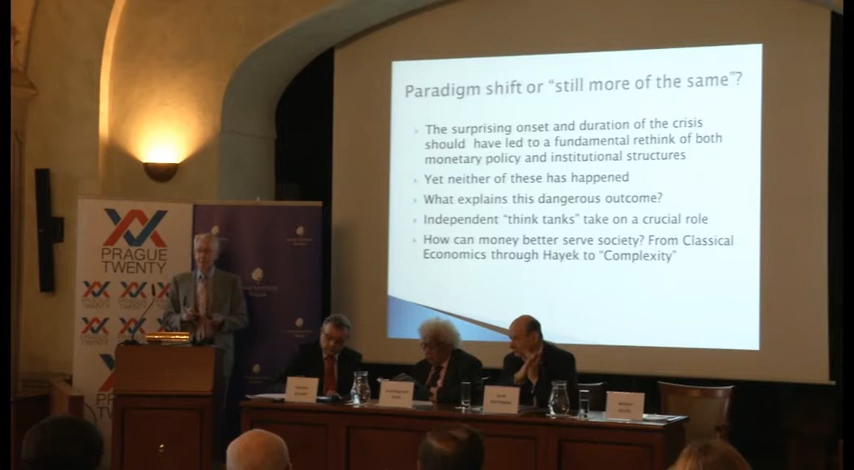 Paradigm shift or “still more of the same”?
The surprising onset and duration of the crisis
should have led to a fundamental rethink of both
monetary policy and institutional structures
Yet neither of these has happened
What explains this dangerous outcome?
Independent “think tanks” take on a crucial role
How can money better serve society? From Classical
Economics through Hayek to “Complexity”
PRAGUE
TWENTY